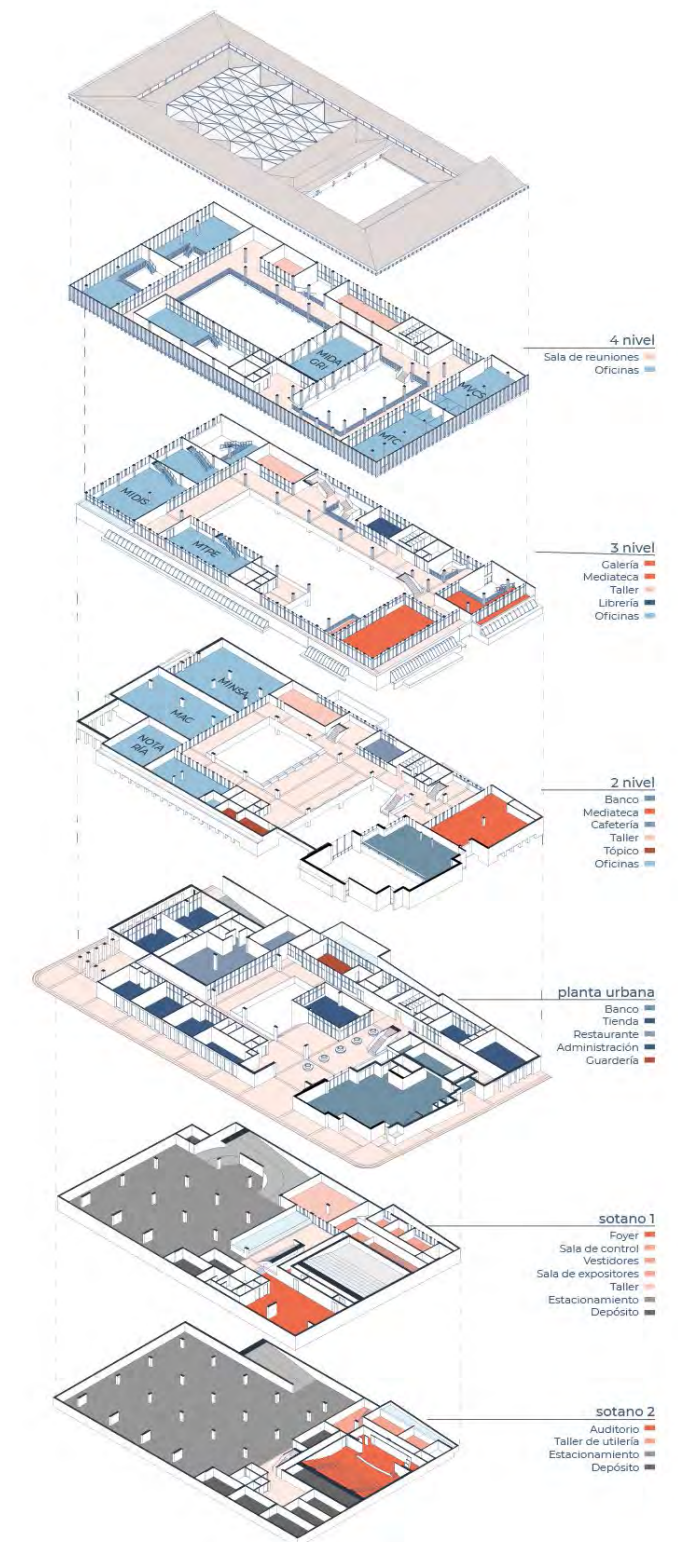 MIDA
GRI
MVCS
MTC
4 nivel
Sala de reuniones
Oficinas
MIDIS
MTPE
3 nivel
Galería
Mediateca
Taller
Librería
Oficinas
MINSA
MAC
NOTA
RÍA
2 nivel
Banco
Mediateca
Cafetería
Taller
Tópico
Oficinas
planta urbana
Banco
Tienda
Restaurante
Administración
Guardería
sotano 1
Foyer
Sala de control
Vestidores
Sala de expositores
Taller
Estacionamiento
Depósito
sotano 2
Auditorio
Taller de utilería
Estacionamiento
Depósito